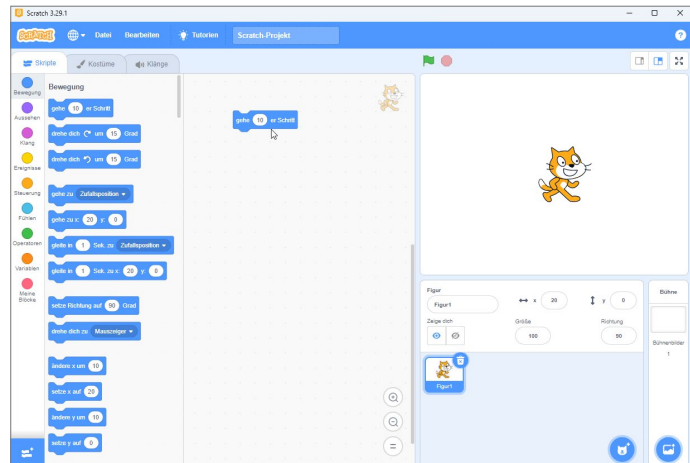 Scratch 3.29.1
SCRATCH Datei Bearbeiten Tutorien Scratch-Projekt ?
Skripte Kostüme Klänge
Bewegung
Aussehen
Klang
Ereignisse
Steuerung
Fühlen
Operatoren
Variablen
Meine
Blöcke
Bewegung
gehe 10 er Schritt
drehe dich um 15 Grad
drehe dich um 15 Grad
gehe zu Zufallsposition
gehe zu x: 20 y: 0
gleite in 1 Sek. zu Zufallsposition
gleite in 1 Sek. zu x: 20 y: 0
setze Richtung auf 90 Grad
drehe dich zu Mauszeiger
ändere x um 10
setze x auf 20
ändere y um 10
setze y auf 0
gehe 10 er Schritt
Figur
Figur1 x 20 y 0
Zeige dich Größe Richtung
100 90
Figur1
Bühne
Bühnenbilder
1